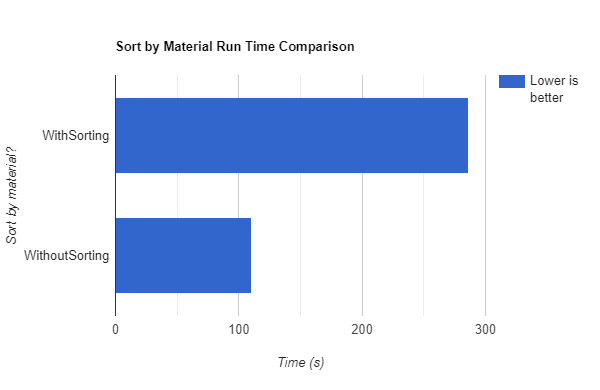 Sort by Material Run Time Comparison
Lower is
better
WithSorting
WithoutSorting
Sort by material?
0
100
200
300
Time (s)